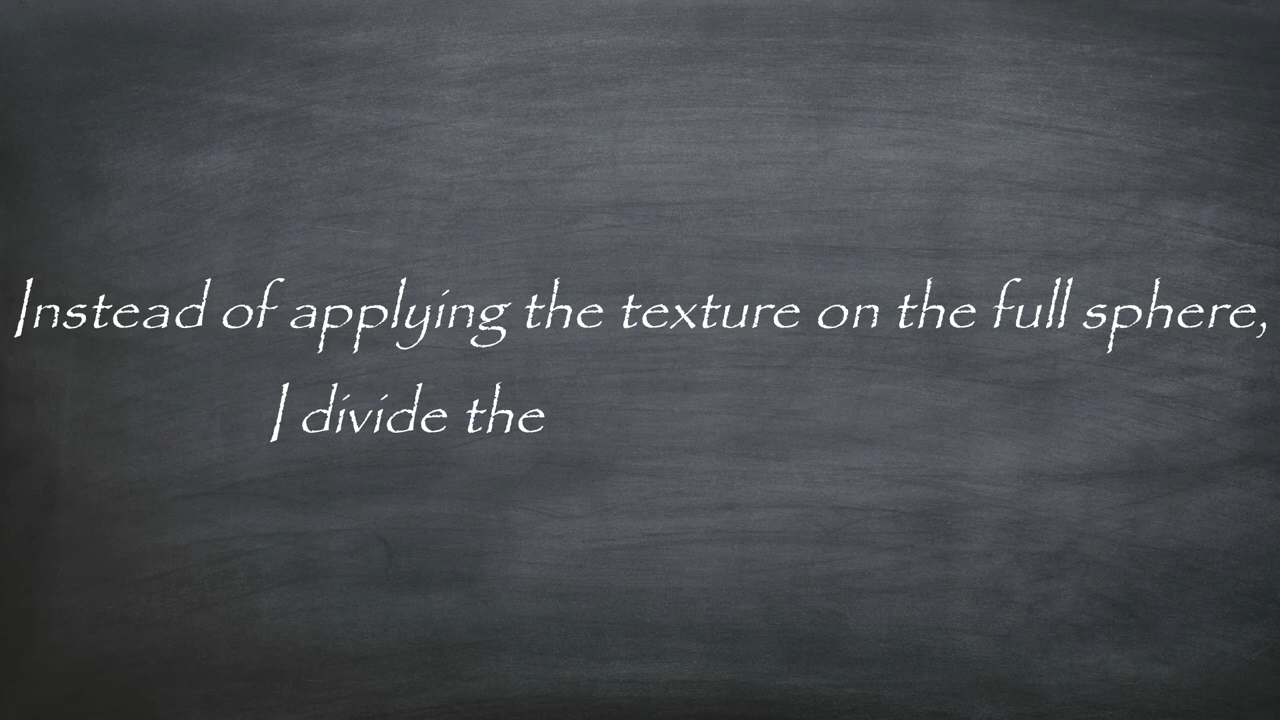 Instead of applying the texture on the full sphere,
I divide the